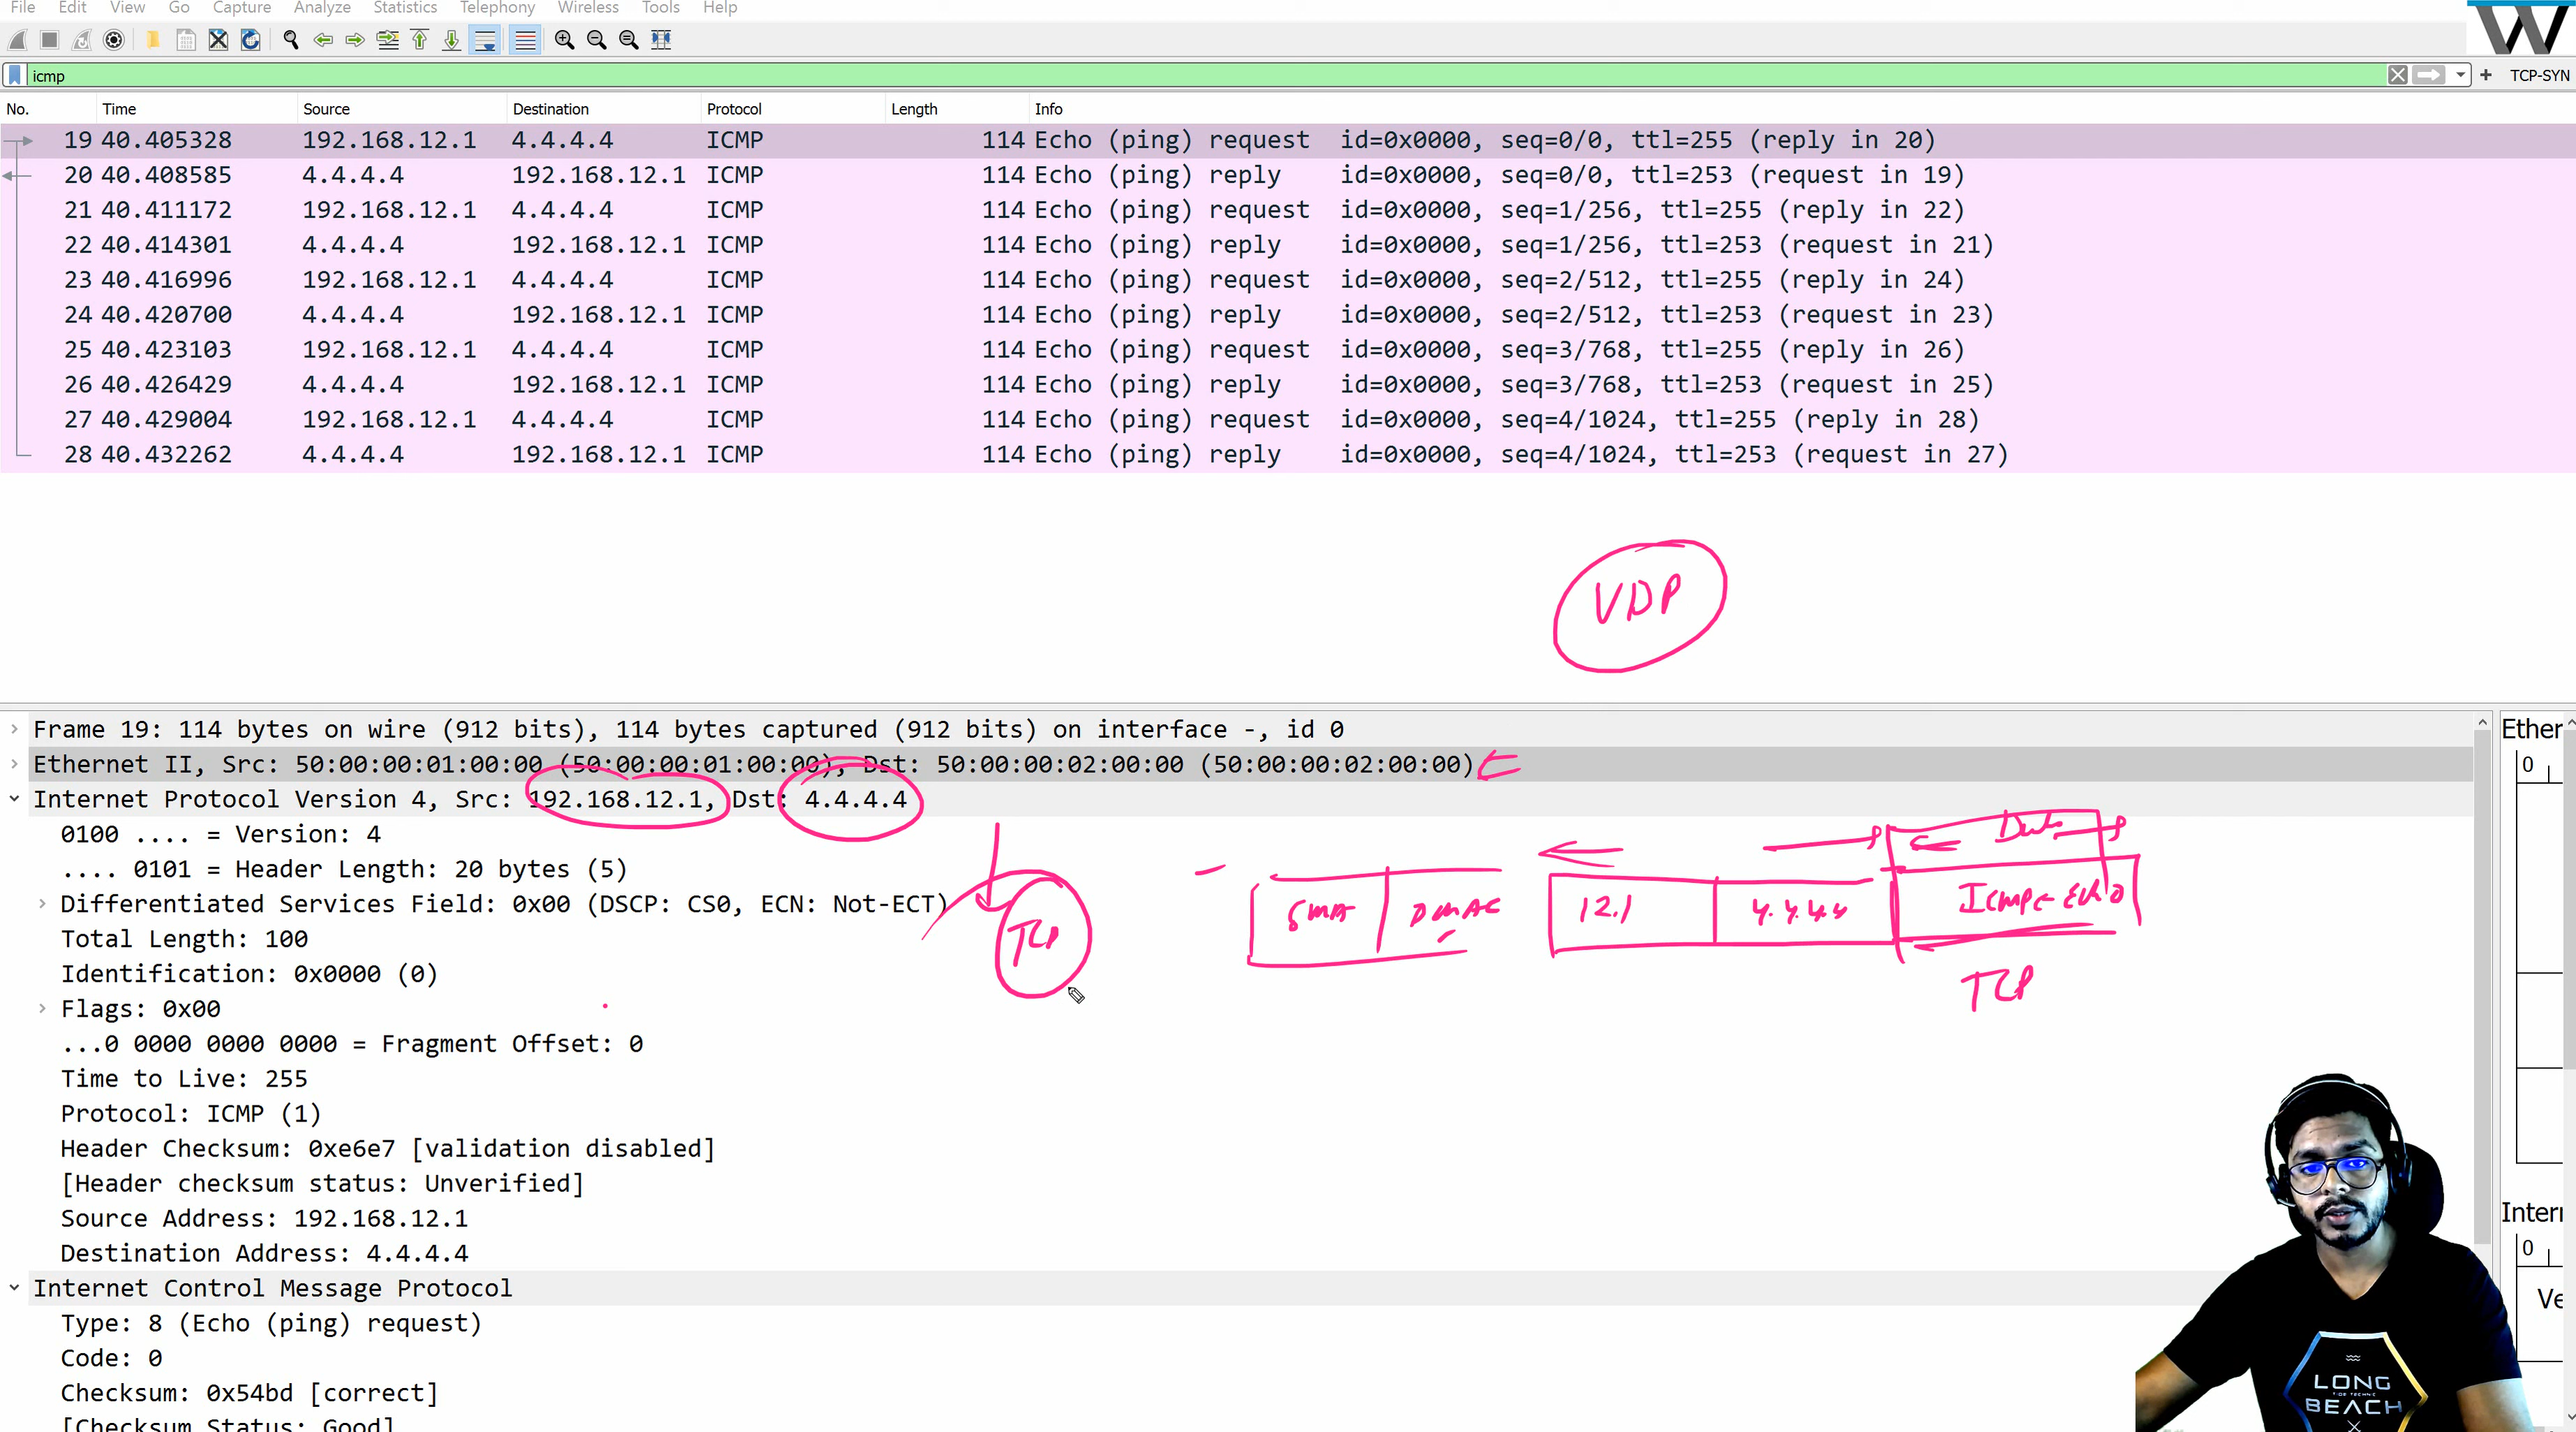 File Edit View Go Capture Analyze Statistics Telephony Wireless Tools Help
icmp
TCP-SYN
No. Time Source Destination Protocol Length Info
19 40.405328 192.168.12.1 4.4.4.4 ICMP 114 Echo (ping) request id=0x0000, seq=0/0, ttl=255 (reply in 20)
20 40.408585 4.4.4.4 192.168.12.1 ICMP 114 Echo (ping) reply id=0x0000, seq=0/0, ttl=253 (request in 19)
21 40.411172 192.168.12.1 4.4.4.4 ICMP 114 Echo (ping) request id=0x0000, seq=1/256, ttl=255 (reply in 22)
22 40.414301 4.4.4.4 192.168.12.1 ICMP 114 Echo (ping) reply id=0x0000, seq=1/256, ttl=253 (request in 21)
23 40.416996 192.168.12.1 4.4.4.4 ICMP 114 Echo (ping) request id=0x0000, seq=2/512, ttl=255 (reply in 24)
24 40.420700 4.4.4.4 192.168.12.1 ICMP 114 Echo (ping) reply id=0x0000, seq=2/512, ttl=253 (request in 23)
25 40.423103 192.168.12.1 4.4.4.4 ICMP 114 Echo (ping) request id=0x0000, seq=3/768, ttl=255 (reply in 26)
26 40.426429 4.4.4.4 192.168.12.1 ICMP 114 Echo (ping) reply id=0x0000, seq=3/768, ttl=253 (request in 25)
27 40.429004 192.168.12.1 4.4.4.4 ICMP 114 Echo (ping) request id=0x0000, seq=4/1024, ttl=255 (reply in 28)
28 40.432262 4.4.4.4 192.168.12.1 ICMP 114 Echo (ping) reply id=0x0000, seq=4/1024, ttl=253 (request in 27)
UDP
Frame 19: 114 bytes on wire (912 bits), 114 bytes captured (912 bits) on interface -, id 0
Ethernet II, Src: 50:00:00:01:00:00 (50:00:00:01:00:00), Dst: 50:00:00:02:00:00 (50:00:00:02:00:00)
Internet Protocol Version 4, Src: 192.168.12.1, Dst: 4.4.4.4
0100 .... = Version: 4
.... 0101 = Header Length: 20 bytes (5)
Differentiated Services Field: 0x00 (DSCP: CS0, ECN: Not-ECT)
Total Length: 100
Identification: 0x0000 (0)
Flags: 0x00
...0 0000 0000 0000 = Fragment Offset: 0
Time to Live: 255
Protocol: ICMP (1)
Header Checksum: 0xe6e7 [validation disabled]
[Header checksum status: Unverified]
Source Address: 192.168.12.1
Destination Address: 4.4.4.4
Internet Control Message Protocol
Type: 8 (Echo (ping) request)
Code: 0
Checksum: 0x54bd [correct]
[Checksum Status: Good]
TCP
DMAC
12.1
4.4.4.4
ICMP-Echo
TCP
Ether
0
Intern
0
Ve
LONG
BEACH